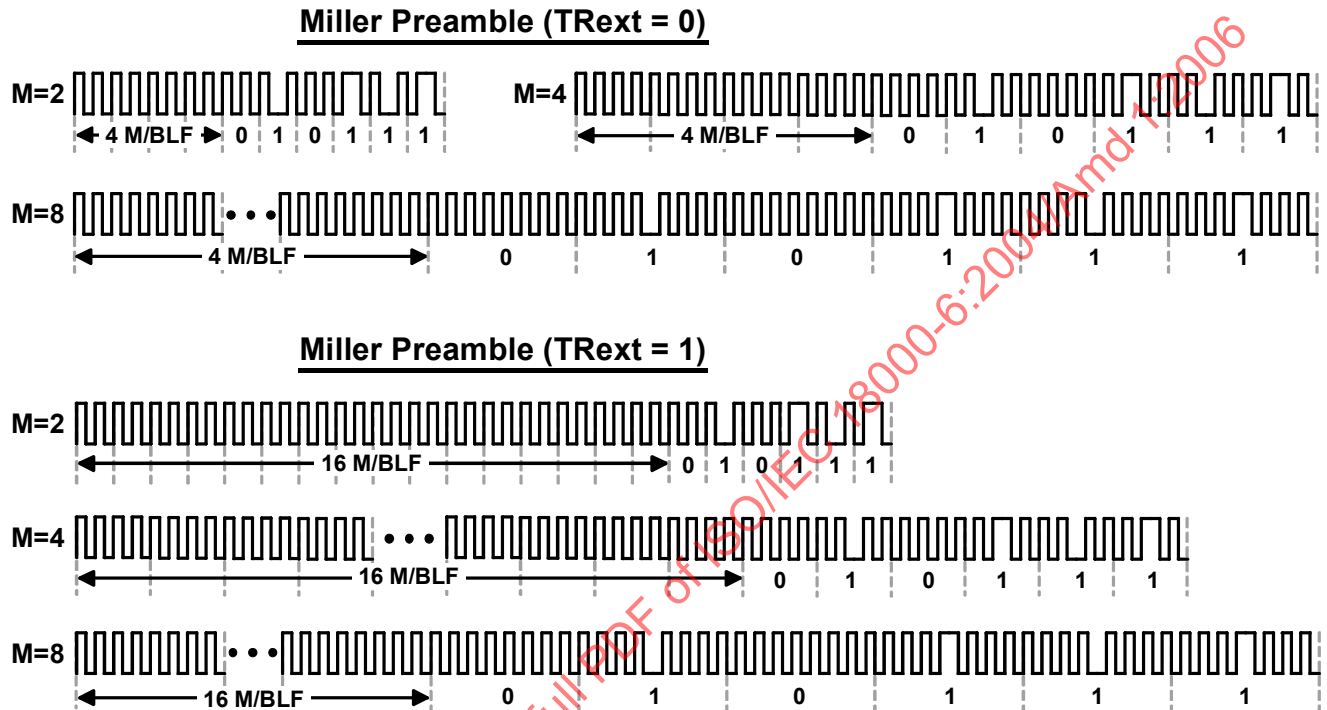 Miller Preamble (TRext = 0)
M=2
4 M/BLF 0 1 0 1 1 1
M=4
4 M/BLF 0 1 0 1 1 1
M=8
4 M/BLF 0 1 0 1 1 1
Miller Preamble (TRext = 1)
M=2
16 M/BLF 0 1 0 1 1 1
M=4
16 M/BLF 0 1 0 1 1 1
M=8
16 M/BLF 0 1 0 1 1 1
full PDF of ISO/IEC 18000-6:2004/Amd 1:2006